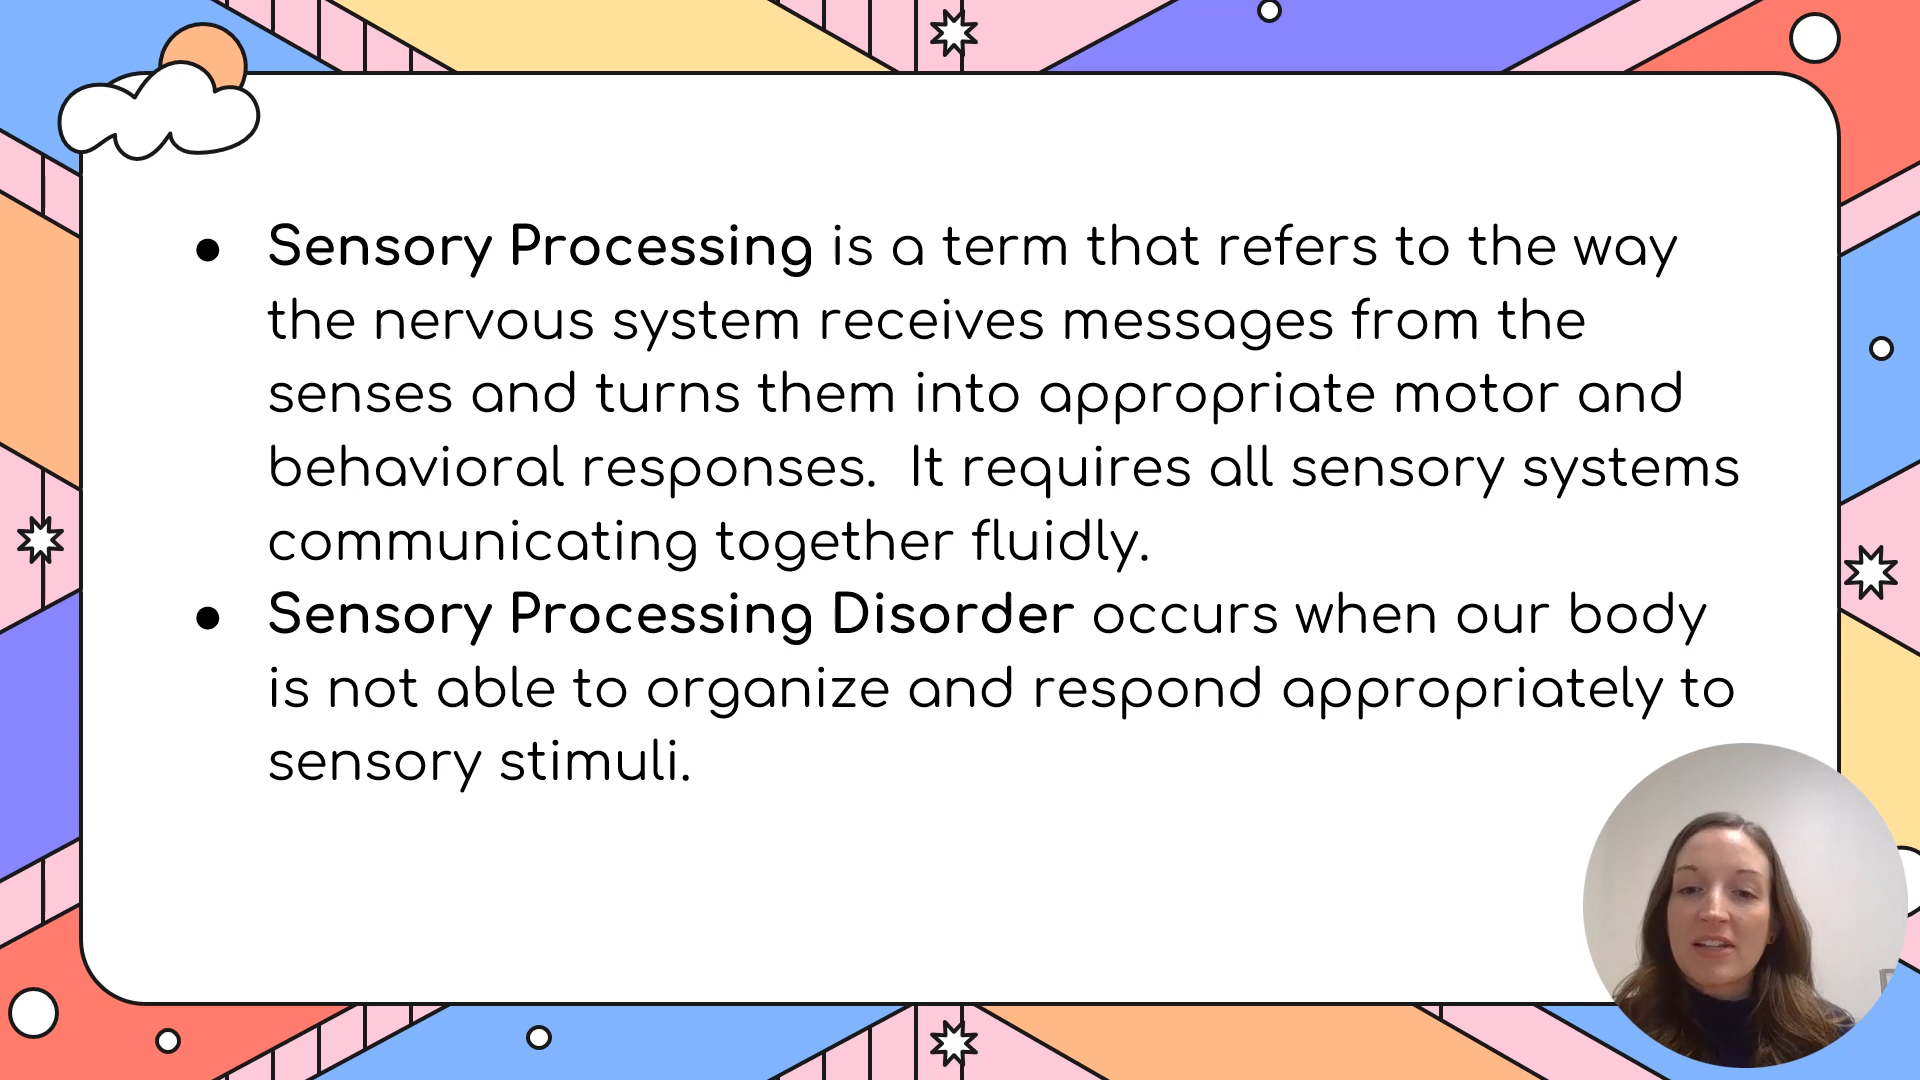 ● Sensory Processing is a term that refers to the way
the nervous system receives messages from the
senses and turns them into appropriate motor and
behavioral responses.  It requires all sensory systems
communicating together fluidly.
● Sensory Processing Disorder occurs when our body
is not able to organize and respond appropriately to
sensory stimuli.